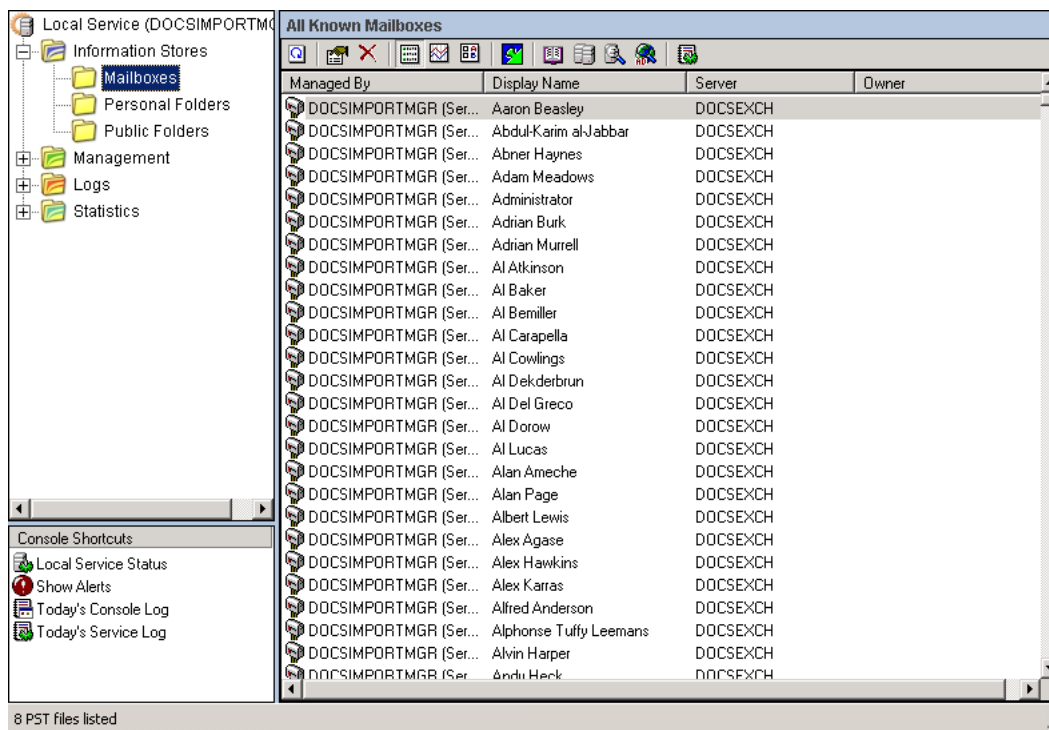 Local Service (DOCSIMPORTMG
Information Stores
Mailboxes
Personal Folders
Public Folders
Management
Logs
Statistics
Console Shortcuts
Local Service Status
Show Alerts
Today's Console Log
Today's Service Log
All Known Mailboxes
Managed By Display Name Server Owner
DOCSIMPORTMGR (Ser... Aaron Beasley DOCSEXCH
DOCSIMPORTMGR (Ser... Abdul-Karim al-Jabbar DOCSEXCH
DOCSIMPORTMGR (Ser... Abner Haynes DOCSEXCH
DOCSIMPORTMGR (Ser... Adam Meadows DOCSEXCH
DOCSIMPORTMGR (Ser... Administrator DOCSEXCH
DOCSIMPORTMGR (Ser... Adrian Burk DOCSEXCH
DOCSIMPORTMGR (Ser... Adrian Murrell DOCSEXCH
DOCSIMPORTMGR (Ser... Al Atkinson DOCSEXCH
DOCSIMPORTMGR (Ser... Al Baker DOCSEXCH
DOCSIMPORTMGR (Ser... Al Bemiller DOCSEXCH
DOCSIMPORTMGR (Ser... Al Carapella DOCSEXCH
DOCSIMPORTMGR (Ser... Al Cowlings DOCSEXCH
DOCSIMPORTMGR (Ser... Al Dekderbrun DOCSEXCH
DOCSIMPORTMGR (Ser... Al Del Greco DOCSEXCH
DOCSIMPORTMGR (Ser... Al Dorow DOCSEXCH
DOCSIMPORTMGR (Ser... Al Lucas DOCSEXCH
DOCSIMPORTMGR (Ser... Alan Ameche DOCSEXCH
DOCSIMPORTMGR (Ser... Alan Page DOCSEXCH
DOCSIMPORTMGR (Ser... Albert Lewis DOCSEXCH
DOCSIMPORTMGR (Ser... Alex Agase DOCSEXCH
DOCSIMPORTMGR (Ser... Alex Hawkins DOCSEXCH
DOCSIMPORTMGR (Ser... Alex Karras DOCSEXCH
DOCSIMPORTMGR (Ser... Alfred Anderson DOCSEXCH
DOCSIMPORTMGR (Ser... Alphonse Tuffy Leemans DOCSEXCH
DOCSIMPORTMGR (Ser... Alvin Harper DOCSEXCH
DOCSIMPORTMGR (Ser... Andy Heck DOCSEXCH
8 PST files listed